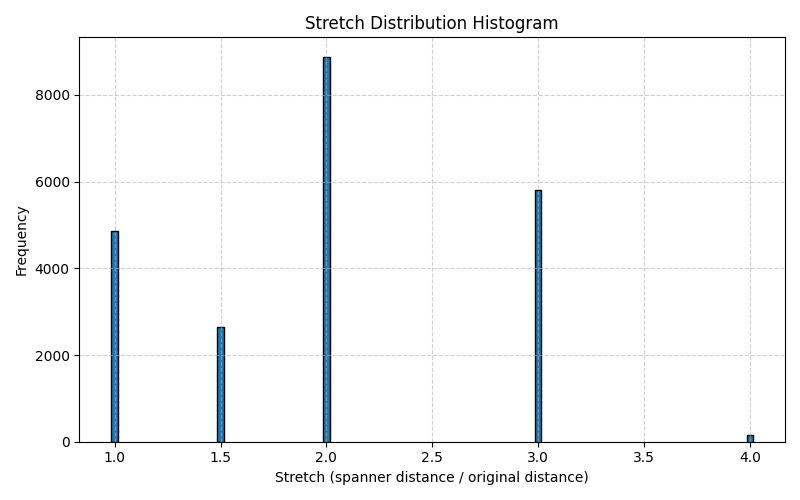 Stretch Distribution Histogram
Frequency
8000
6000
4000
2000
0
1.0 1.5 2.0 2.5 3.0 3.5 4.0
Stretch (spanner distance / original distance)